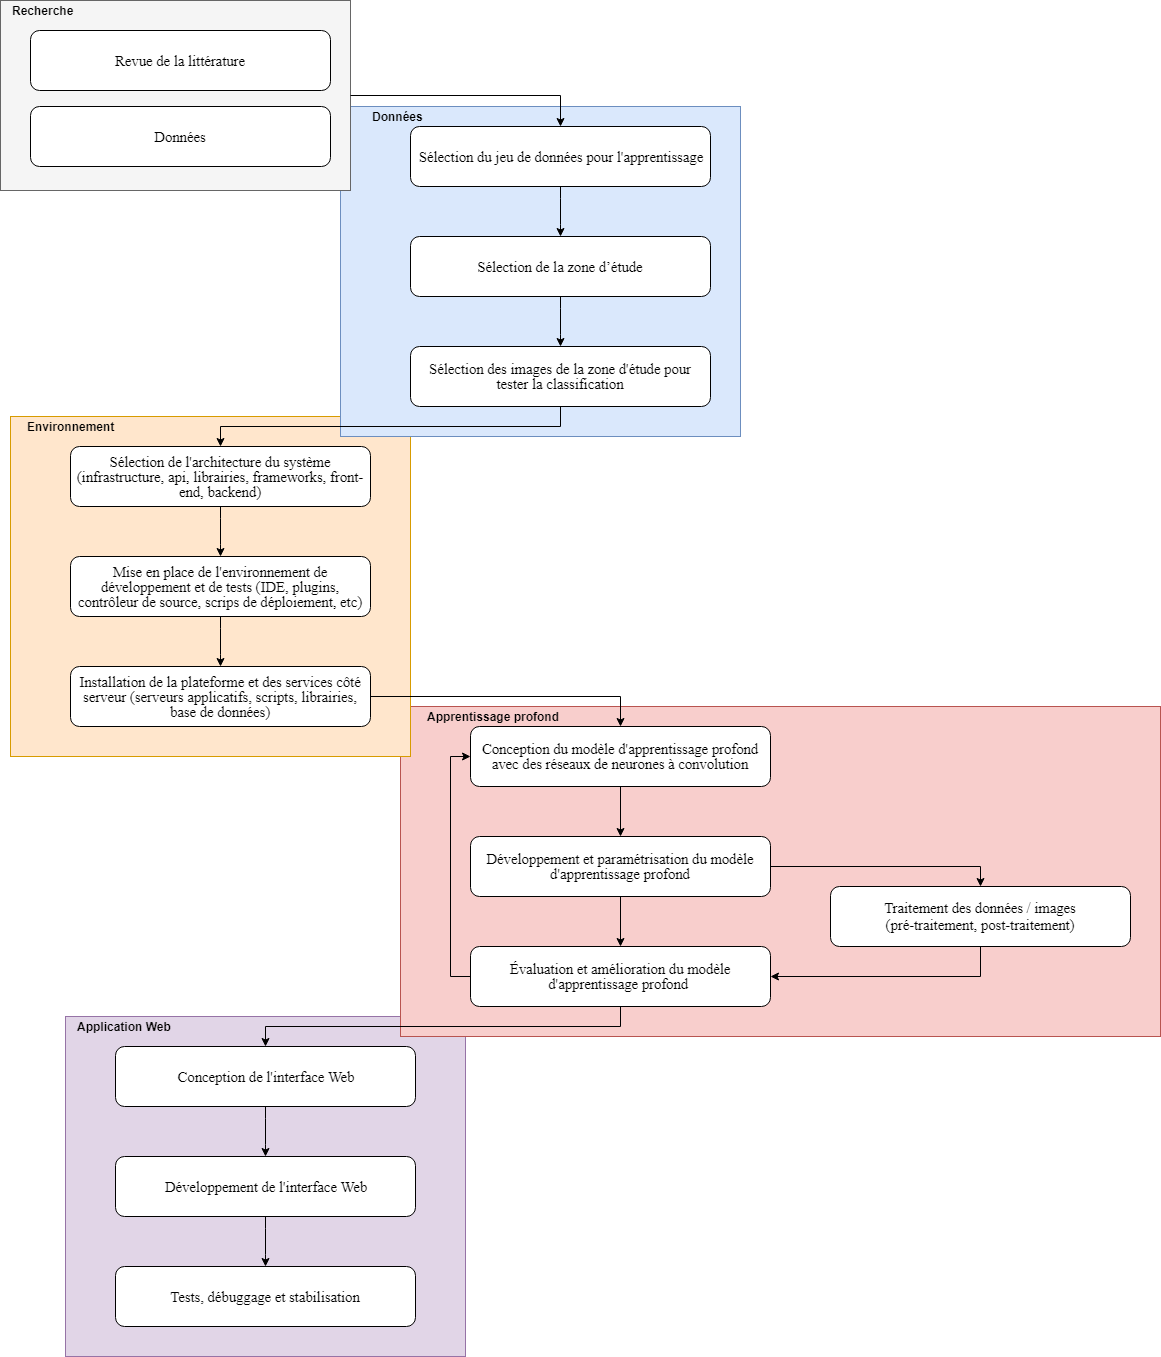 Recherche
Revue de la littérature
Données
Données
Sélection du jeu de données pour l'apprentissage
Sélection de la zone d’étude
Sélection des images de la zone d'étude pour
tester la classification
Environnement
Sélection de l'architecture du système
(infrastructure, api, librairies, frameworks, front-
end, backend)
Mise en place de l'environnement de
développement et de tests (IDE, plugins,
contrôleur de source, scrips de déploiement, etc)
Installation de la plateforme et des services côté
serveur (serveurs applicatifs, scripts, librairies,
base de données)
Apprentissage profond
Conception du modèle d'apprentissage profond
avec des réseaux de neurones à convolution
Développement et paramétrisation du modèle
d'apprentissage profond
Traitement des données / images
(pré-traitement, post-traitement)
Évaluation et amélioration du modèle
d'apprentissage profond
Application Web
Conception de l'interface Web
Développement de l'interface Web
Tests, débuggage et stabilisation